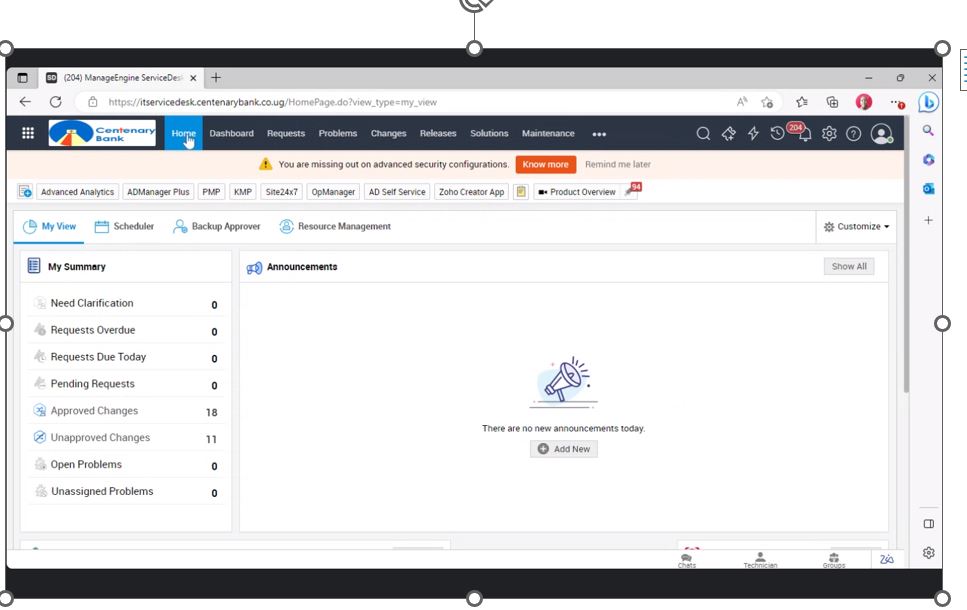 SD (204) ManageEngine ServiceDesk
https://itservicedesk.centenarybank.co.ug/HomePage.do?view_type=my_view
Centenary
Bank
Home Dashboard Requests Problems Changes Releases Solutions Maintenance 204
You are missing out on advanced security configurations. Know more Remind me later
Advanced Analytics ADManager Plus PMP KMP Site24x7 OpManager AD Self Service Zoho Creator App Product Overview 94
My View Scheduler Backup Approver Resource Management Customize
My Summary
Need Clarification 0
Requests Overdue 0
Requests Due Today 0
Pending Requests 0
Approved Changes 18
Unapproved Changes 11
Open Problems 0
Unassigned Problems 0
Announcements Show All
There are no new announcements today.
Add New
Chats Technician Groups Zia